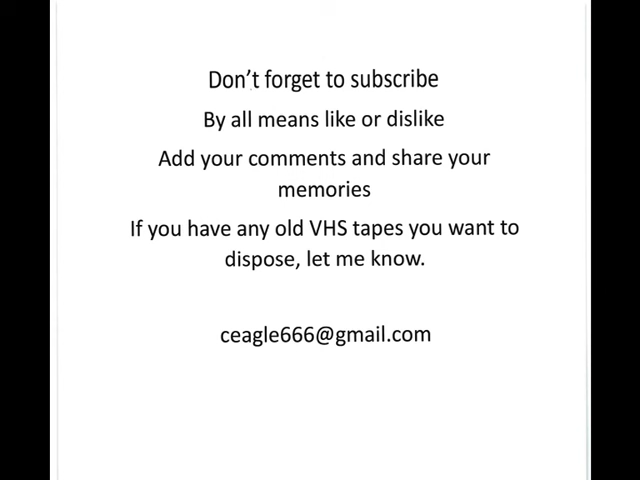 Don't forget to subscribe
By all means like or dislike
Add your comments and share your
memories
If you have any old VHS tapes you want to
dispose, let me know.
ceagle666@gmail.com